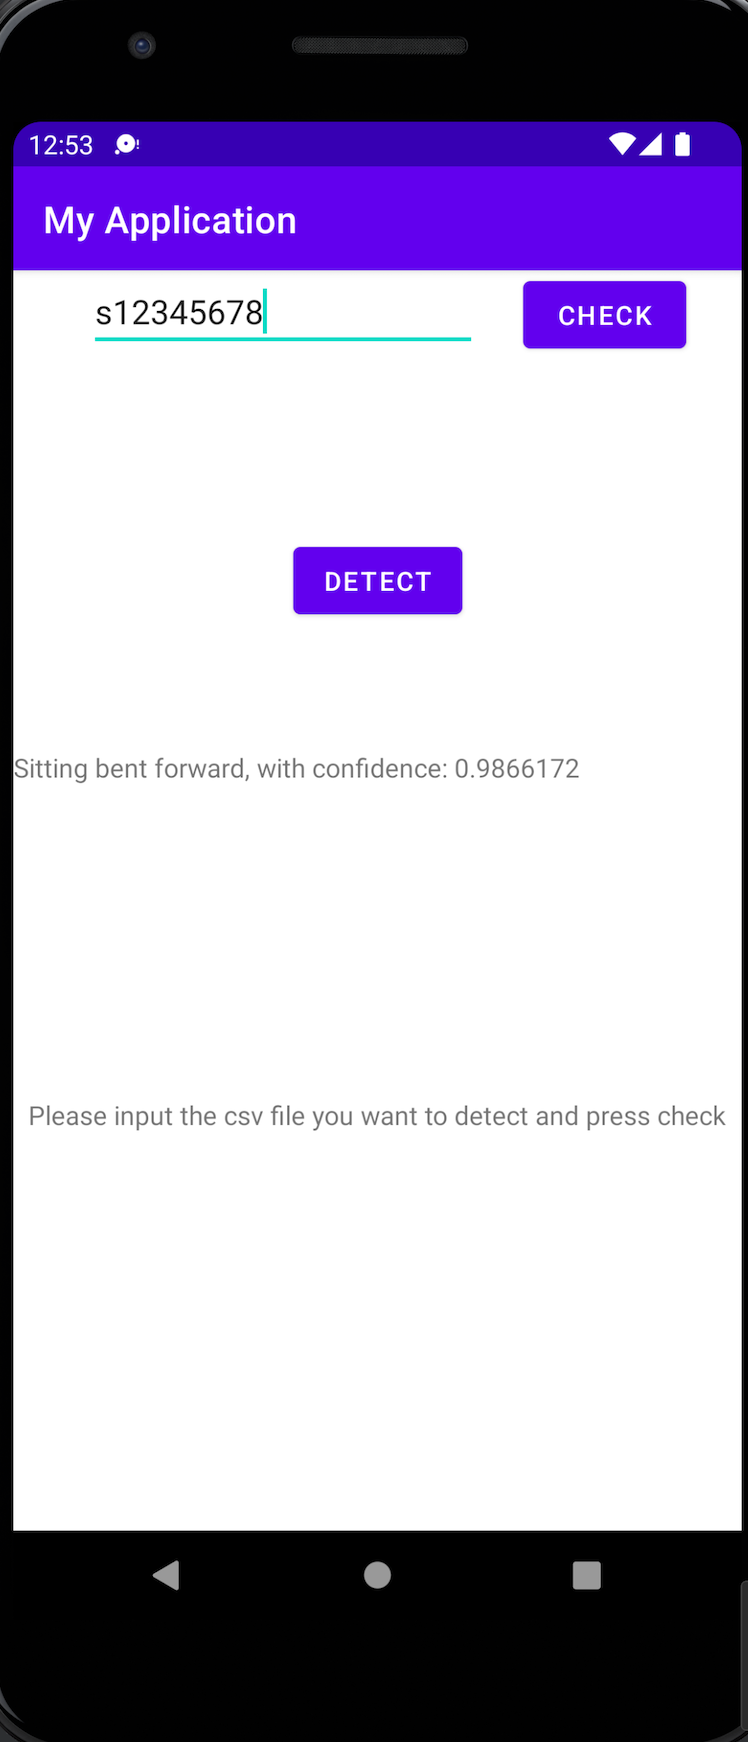 12:53
My Application
s12345678
CHECK
DETECT
Sitting bent forward, with confidence: 0.9866172
Please input the csv file you want to detect and press check